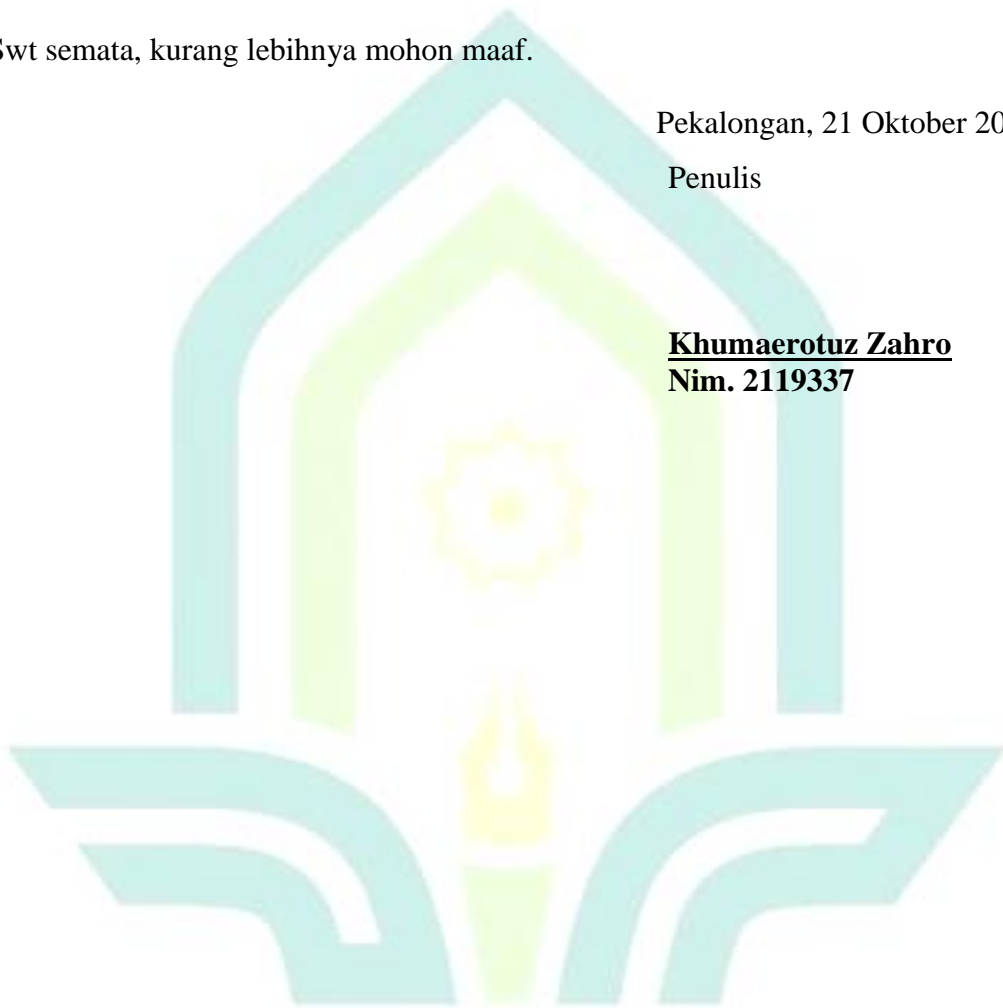 Swt semata, kurang lebihnya mohon maaf.
Pekalongan, 21 Oktober 20
Penulis
Khumaerotuz Zahro
Nim. 2119337